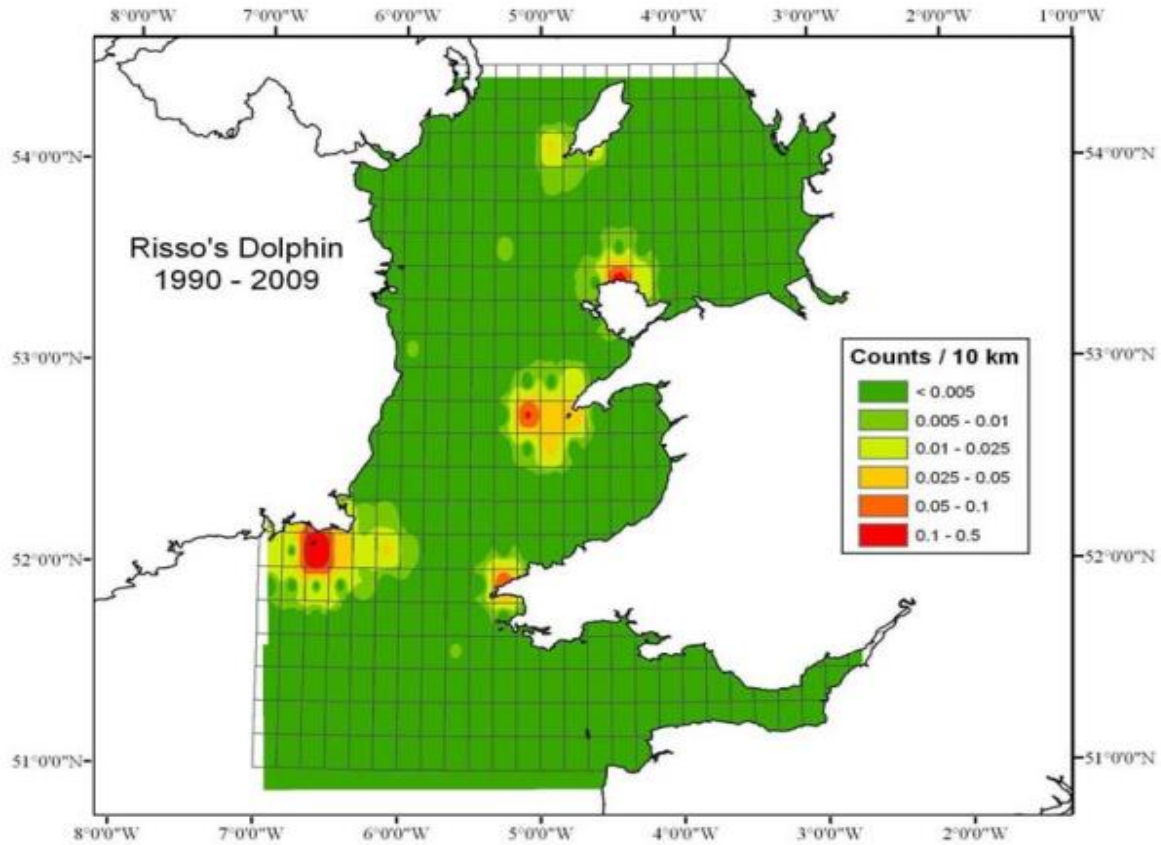 8°0'0"W 7°0'0"W 6°0'0"W 5°0'0"W 4°0'0"W 3°0'0"W 2°0'0"W 1°0'0"W
54°0'0"N 54°0'0"N
Risso's Dolphin
1990 - 2009
53°0'0"N 53°0'0"N
Counts / 10 km
< 0.005
0.005 - 0.01
0.01 - 0.025
0.025 - 0.05
0.05 - 0.1
0.1 - 0.5
52°0'0"N 52°0'0"N
51°0'0"N 51°0'0"N
8°0'0"W 7°0'0"W 6°0'0"W 5°0'0"W 4°0'0"W 3°0'0"W 2°0'0"W